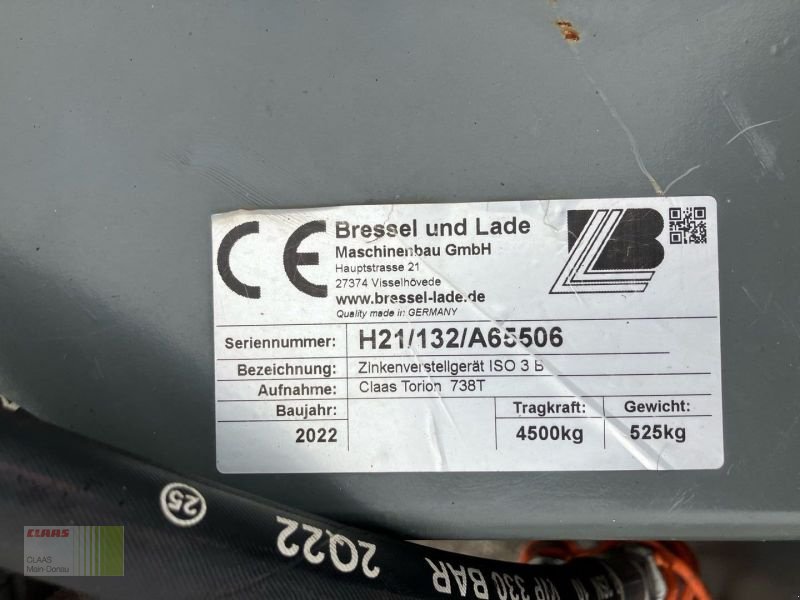 CE
Bressel und Lade
Maschinenbau GmbH
Hauptstrasse 21
27374 Visselhövede
www.bressel-lade.de
Quality made in GERMANY
LB
Seriennummer: H21/132/A65506
Bezeichnung: Zinkenverstellgerät ISO 3 B
Aufnahme: Claas Torion 738T
Baujahr: Tragkraft: Gewicht:
2022 4500kg 525kg
25
2Q22
330 BAR
CLAAS
CLAAS
Main-Donau